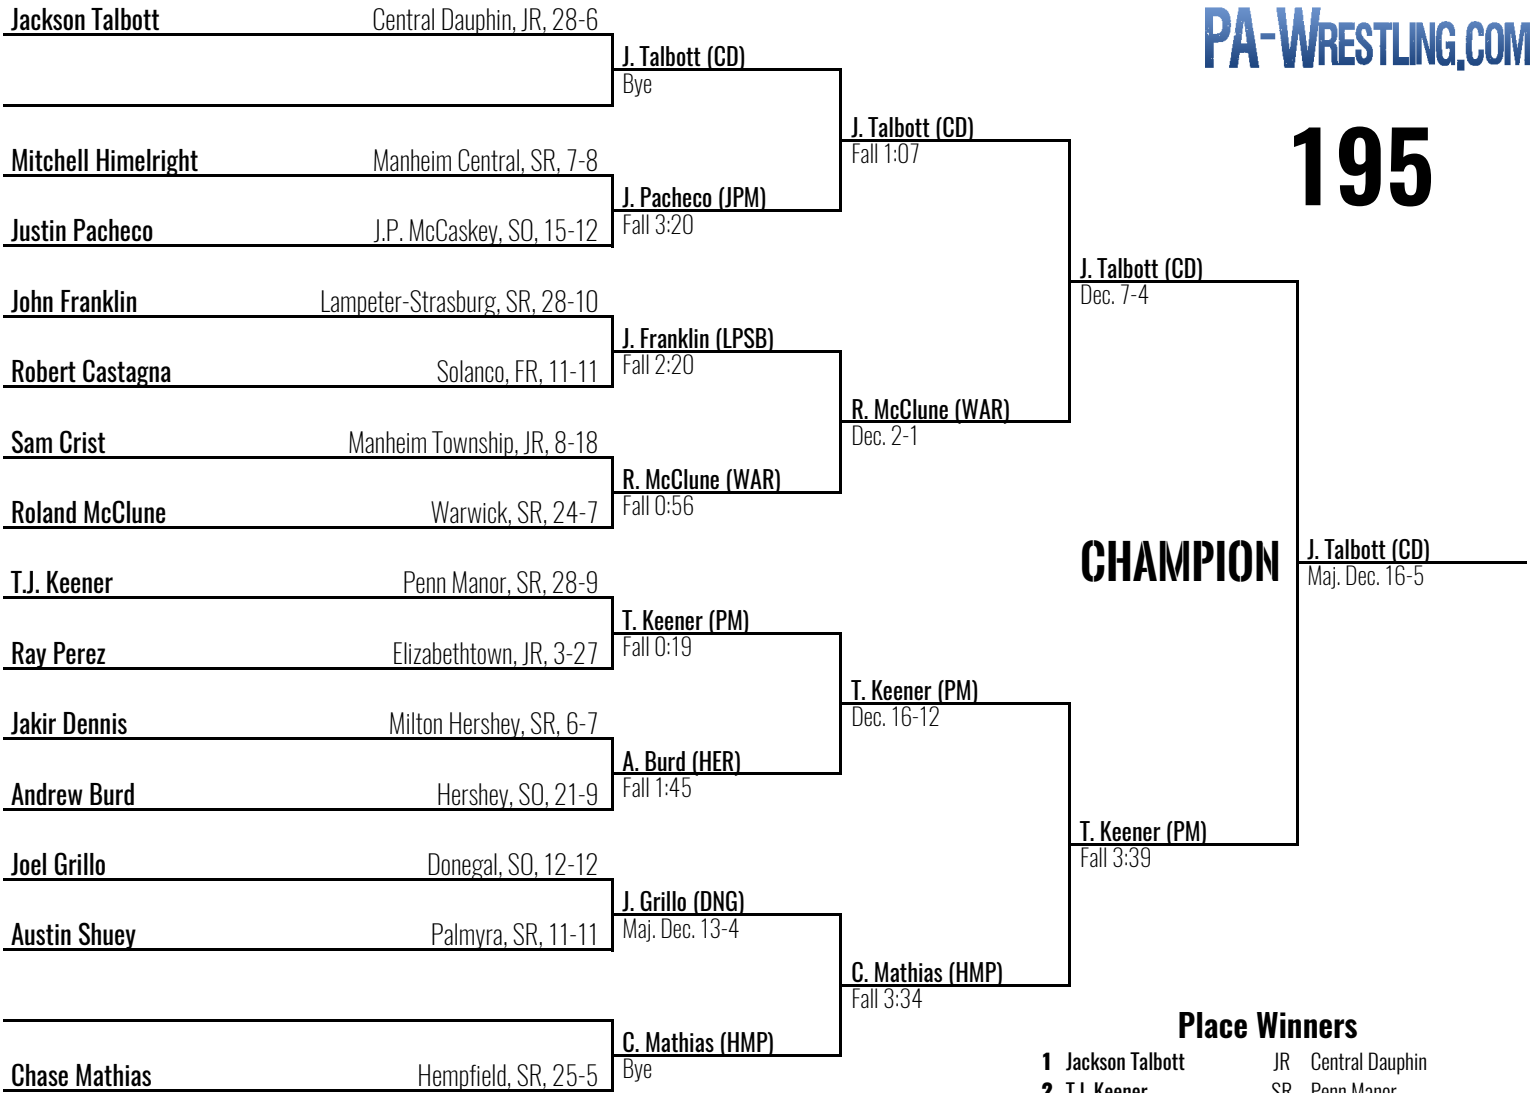 Jackson Talbott Central Dauphin, JR, 28-6
PA-WRESTLING.COM
J. Talbott (CD)
Bye
195
J. Talbott (CD)
Fall 1:07
Mitchell Himelright Manheim Central, SR, 7-8
J. Pacheco (JPM)
Fall 3:20
Justin Pacheco J.P. McCaskey, SO, 15-12
J. Talbott (CD)
Dec. 7-4
John Franklin Lampeter-Strasburg, SR, 28-10
J. Franklin (LPSB)
Fall 2:20
Robert Castagna Solanco, FR, 11-11
R. McClune (WAR)
Dec. 2-1
Sam Crist Manheim Township, JR, 8-18
R. McClune (WAR)
Fall 0:56
Roland McClune Warwick, SR, 24-7
CHAMPION
J. Talbott (CD)
Maj. Dec. 16-5
T.J. Keener Penn Manor, SR, 28-9
T. Keener (PM)
Fall 0:19
Ray Perez Elizabethtown, JR, 3-27
T. Keener (PM)
Dec. 16-12
Jakir Dennis Milton Hershey, SR, 6-7
A. Burd (HER)
Fall 1:45
Andrew Burd Hershey, SO, 21-9
T. Keener (PM)
Fall 3:39
Joel Grillo Donegal, SO, 12-12
J. Grillo (DNG)
Maj. Dec. 13-4
Austin Shuey Palmyra, SR, 11-11
C. Mathias (HMP)
Fall 3:34
C. Mathias (HMP)
Bye
Chase Mathias Hempfield, SR, 25-5
Place Winners
1 Jackson Talbott JR Central Dauphin
2 T.J. Keener SR Penn Manor